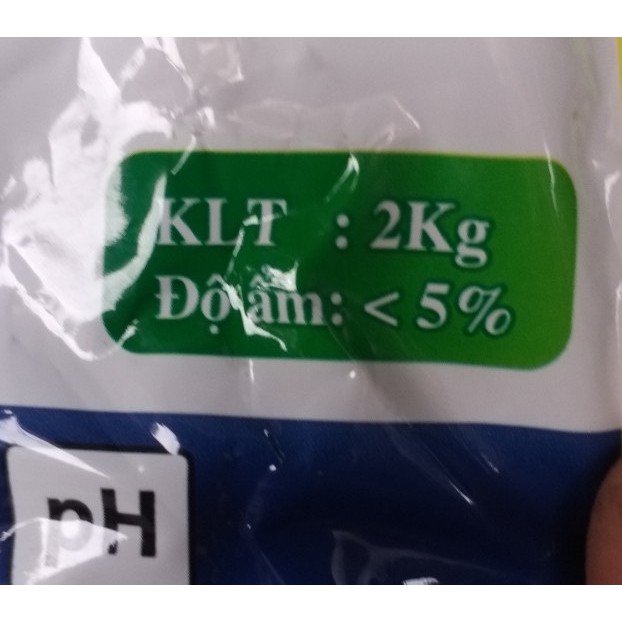 KLT : 2Kg
Độ ẩm: < 5%
pH